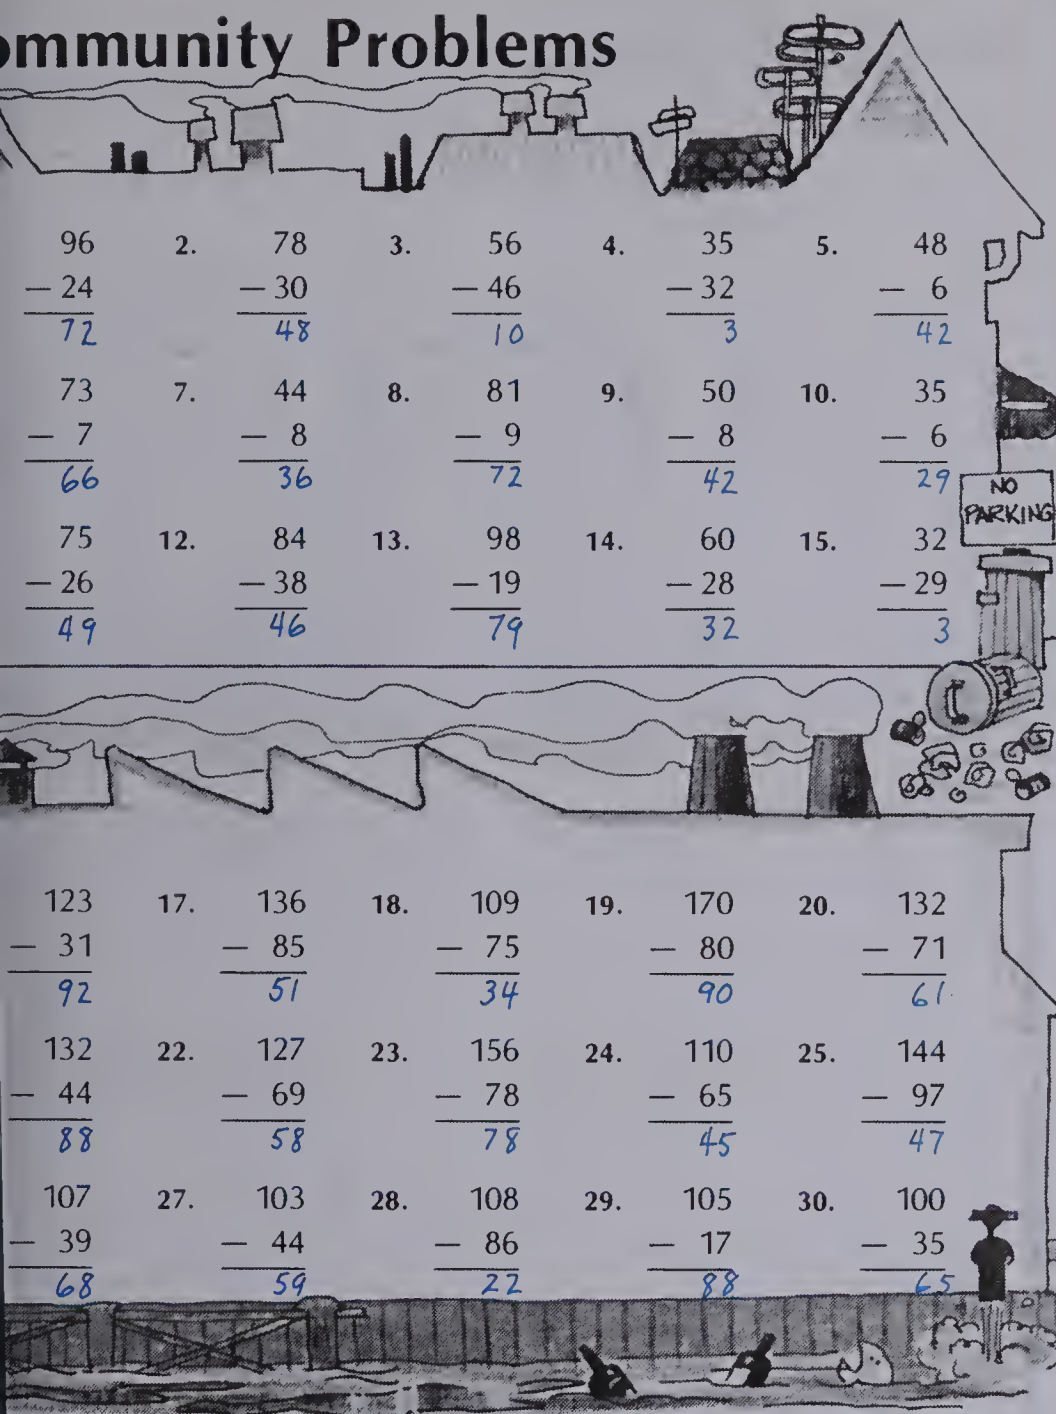 ommunity Problems
96 2. 78 3. 56 4. 35 5. 48
− 24 − 30 − 46 − 32 − 6
72 48 10 3 42
73 7. 44 8. 81 9. 50 10. 35
− 7 − 8 − 9 − 8 − 6
66 36 72 42 29
NO
PARKING
75 12. 84 13. 98 14. 60 15. 32
− 26 − 38 − 19 − 28 − 29
49 46 79 32 3
123 17. 136 18. 109 19. 170 20. 132
− 31 − 85 − 75 − 80 − 71
92 51 34 90 61
132 22. 127 23. 156 24. 110 25. 144
− 44 − 69 − 78 − 65 − 97
88 58 78 45 47
107 27. 103 28. 108 29. 105 30. 100
− 39 − 44 − 86 − 17 − 35
68 59 22 88 65